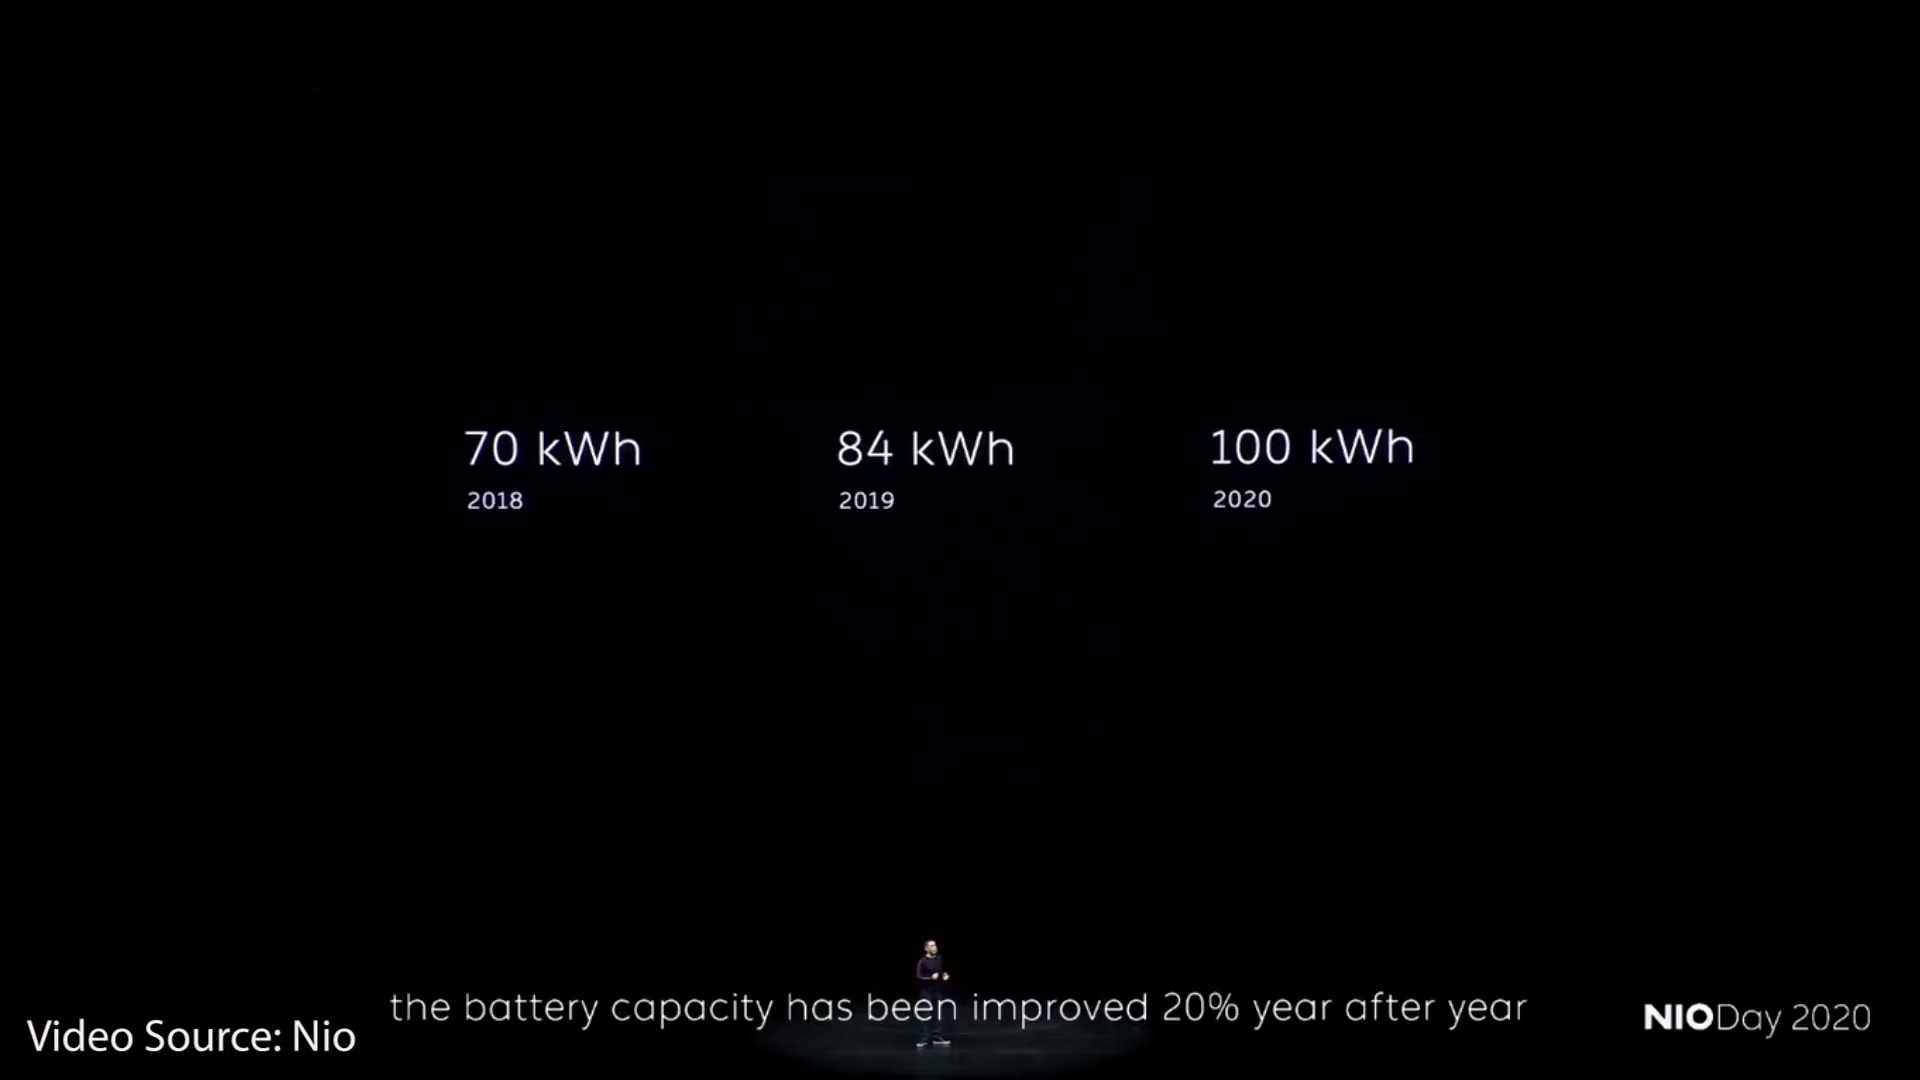 70 kWh
2018
84 kWh
2019
100 kWh
2020
the battery capacity has been improved 20% year after year
Video Source: Nio
NIODay 2020